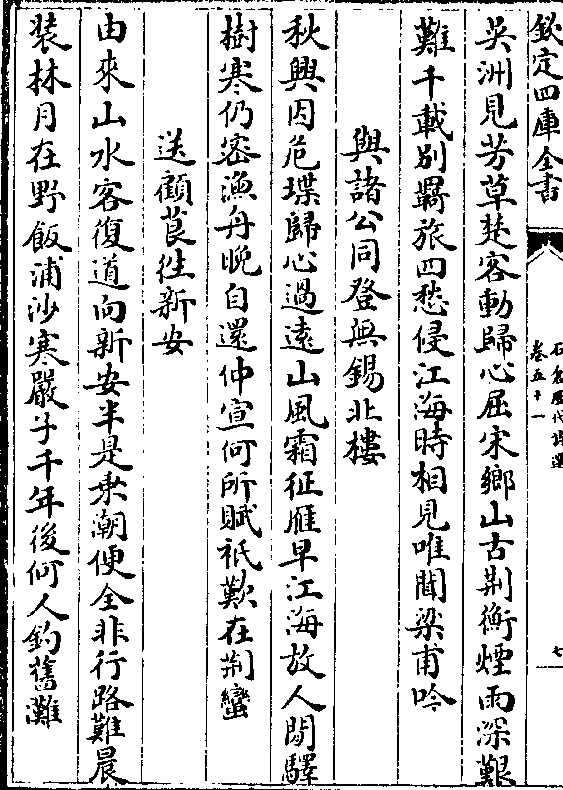 欽定四庫全書
石倉歷代詩選
卷五十一
七
吳洲見芳草楚客動歸心屈宋鄉山古荆衡煙雨深艱
難千載別羇旅四愁侵江海時相見唯聞梁甫吟
與諸公同登無錫北樓
秋興因危堞歸心過遠山風霜征雁早江海故人閒驛
樹寒仍密漁舟晚自還仲宣何所賦祇歎在荆蠻
送顧萇往新安
由來山水客復道向新安半是乘潮便全非行路難晨
裝林月在野飯浦沙寒嚴子千年後何人釣舊灘